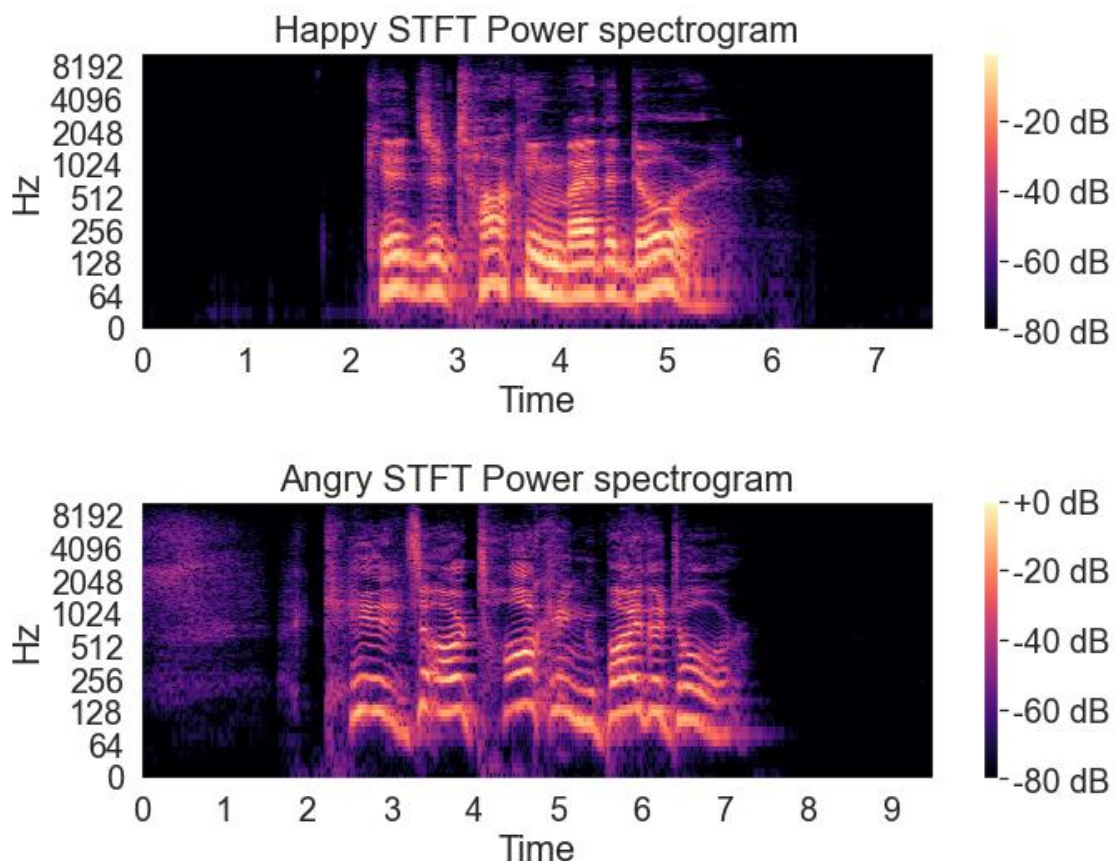 Happy STFT Power spectrogram
8192
4096
2048
1024
512
256
128
64
0
Hz
0 1 2 3 4 5 6 7
Time
-20 dB
-40 dB
-60 dB
-80 dB
Angry STFT Power spectrogram
8192
4096
2048
1024
512
256
128
64
0
Hz
0 1 2 3 4 5 6 7 8 9
Time
+0 dB
-20 dB
-40 dB
-60 dB
-80 dB